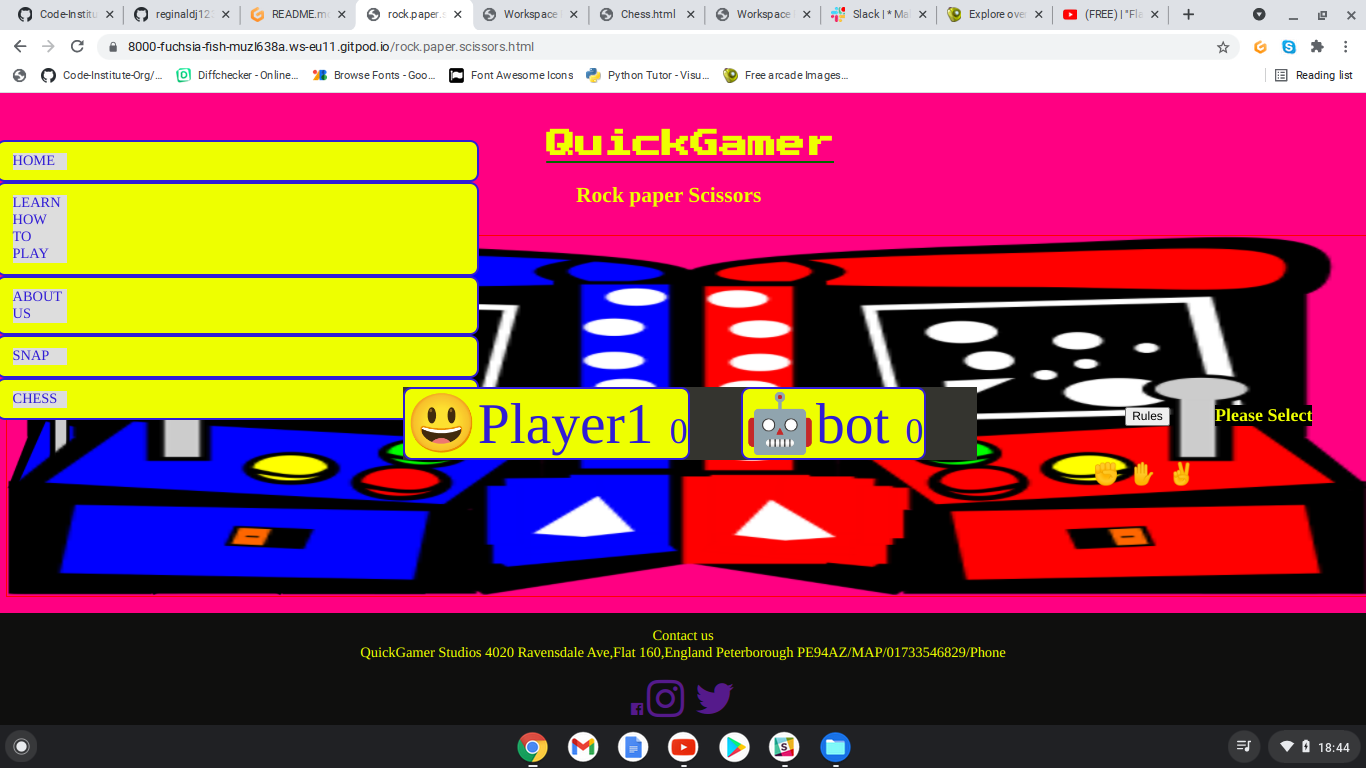 Code-Institu
reginaldj121
README.m
rock.paper.s
Workspace
Chess.html
Workspace
Slack | * Ma
Explore over
(FREE) | "Fle
8000-fuchsia-fish-muzl638a.ws-eu11.gitpod.io/rock.paper.scissors.html
Code-Institute-Org/...
Diffchecker - Online...
Browse Fonts - Goo...
Font Awesome Icons
Python Tutor - Visu...
Free arcade Images...
Reading list
QuickGamer
Rock paper Scissors
HOME
LEARN
HOW
TO
PLAY
ABOUT
US
SNAP
CHESS
Player1 0
bot 0
Rules
Please Select
Contact us
QuickGamer Studios 4020 Ravensdale Ave,Flat 160,England Peterborough PE94AZ/MAP/01733546829/Phone
18:44